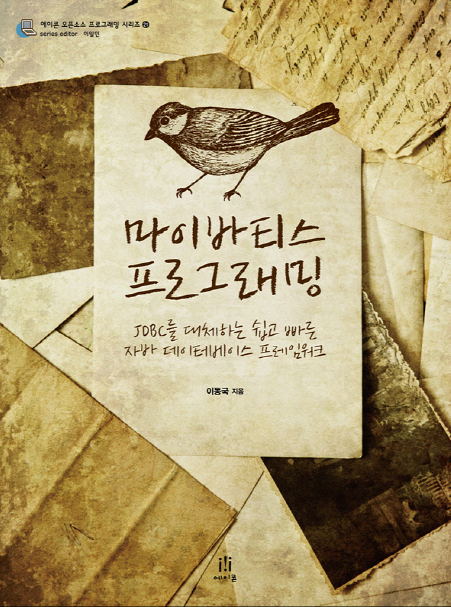 에이콘 오픈소스 프로그래밍 시리즈 21
series editor 이일민
마이바티스
프로그래밍
JDBC를 대체하는 쉽고 빠른
자바 데이터베이스 프레임워크
이동국 지음
에이콘